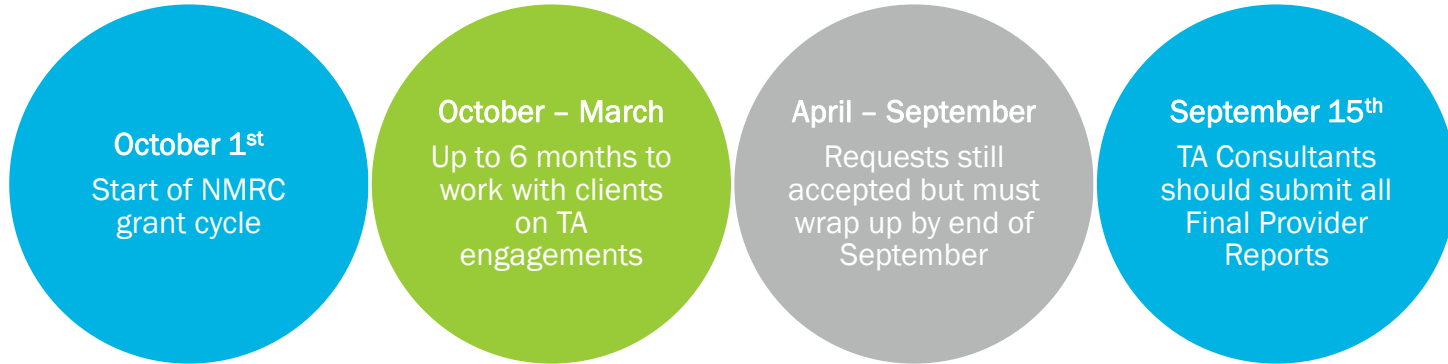 October 1st
Start of NMRC
grant cycle
October – March
Up to 6 months to
work with clients
on TA
engagements
April – September
Requests still
accepted but must
wrap up by end of
September
September 15th
TA Consultants
should submit all
Final Provider
Reports